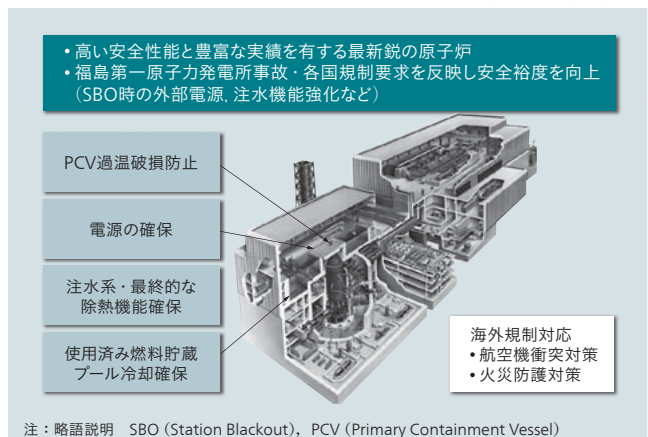 • 高い安全性能と豊富な実績を有する最新鋭の原子炉
• 福島第一原子力発電所事故・各国規制要求を反映し安全裕度を向上
（SBO時の外部電源, 注水機能強化など）
PCV過温破損防止
電源の確保
注水系・最終的な
除熱機能確保
使用済み燃料貯蔵
プール冷却確保
海外規制対応
• 航空機衝突対策
• 火災防護対策
注：略語説明　SBO（Station Blackout），PCV（Primary Containment Vessel）